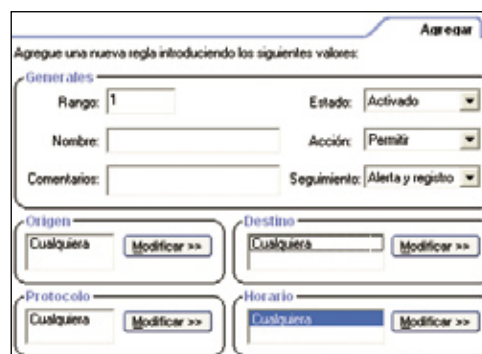 Agregar
Agregue una nueva regla introduciendo los siguientes valores:
Generales
Rango: 1 Estado: Activado
Nombre: Acción: Permitir
Comentarios: Seguimiento: Alerta y registro
Origen Destino
Cualquiera Modificar >> Cualquiera Modificar >>
Protocolo Horario
Cualquiera Modificar >> Cualquiera Modificar >>